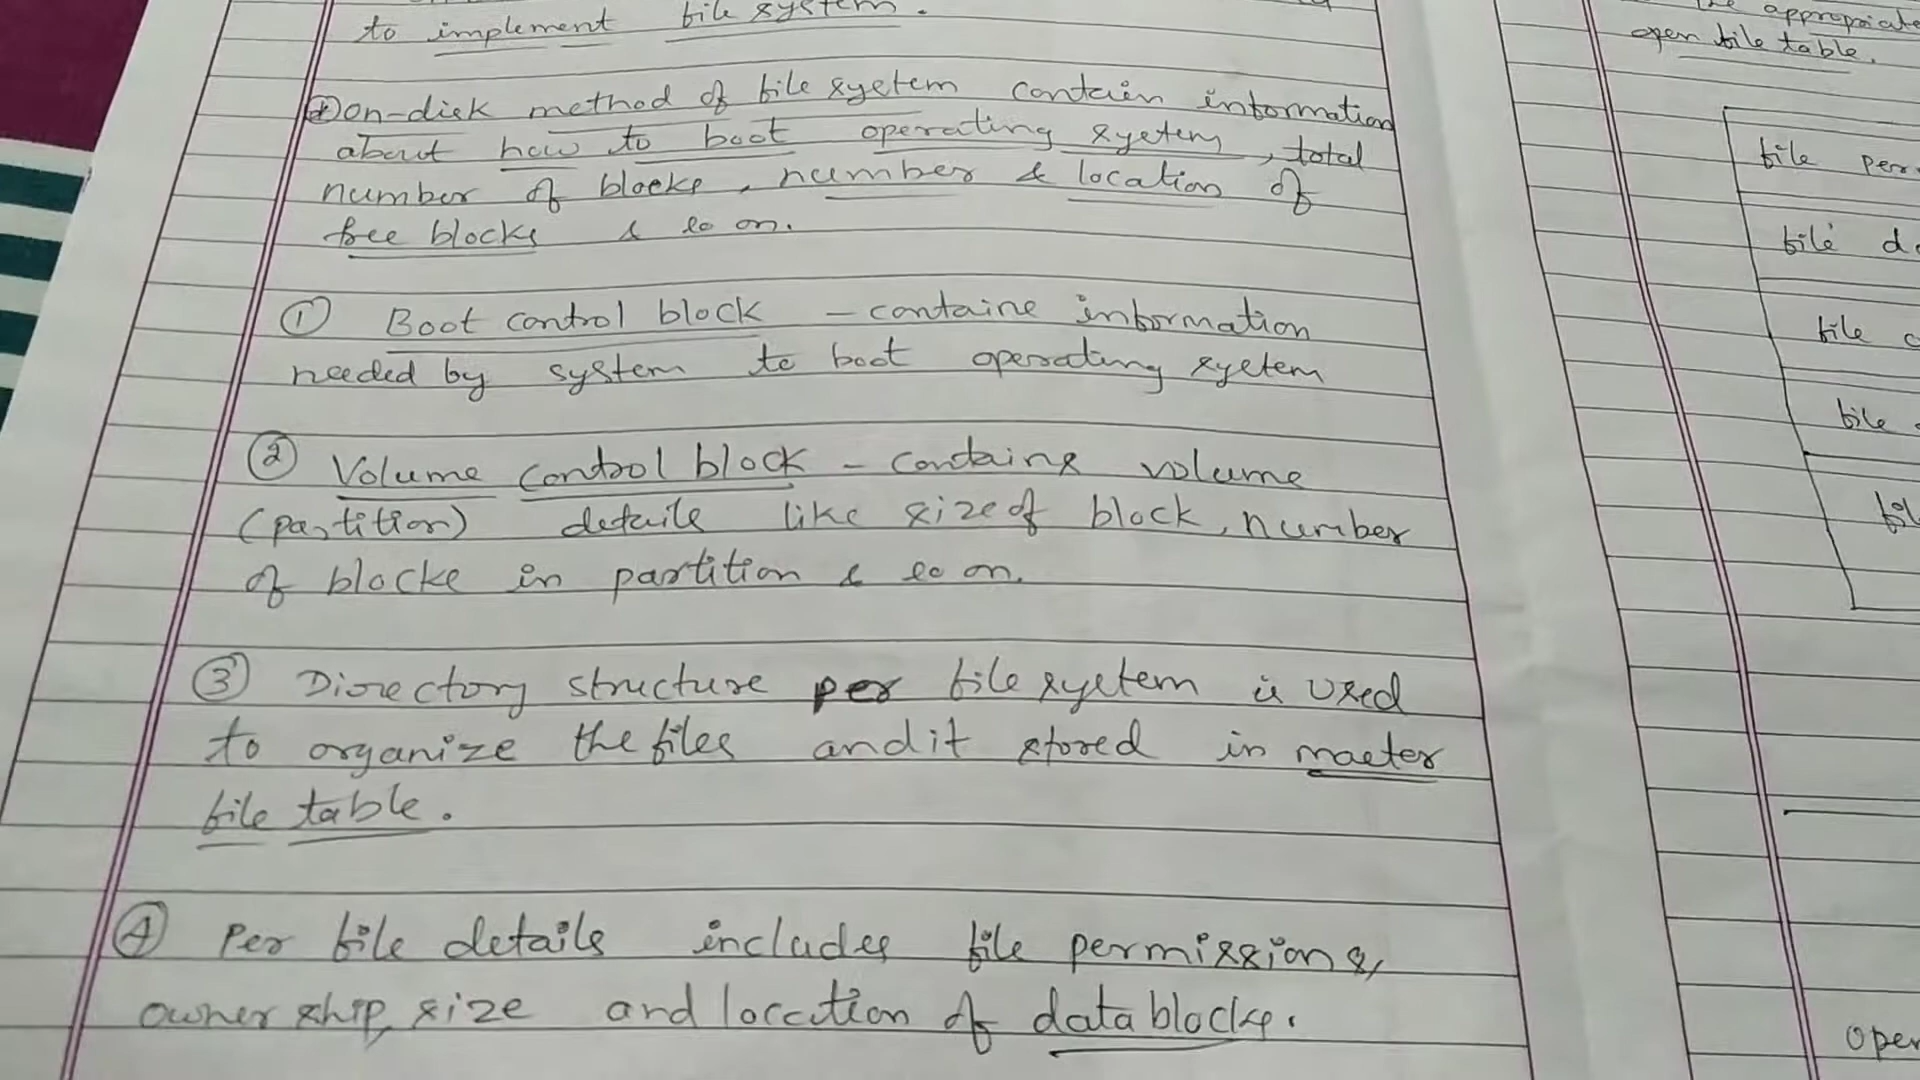 to implement file system.
on-disk method of file system contain information
about how to boot operating system, total
number of blocks, number & location of
free blocks & so on.
① Boot control block - contains information
needed by system to boot operating system
② Volume control block - contains volume
(partition) details like size of block, number
of blocks in partition & so on.
③ Directory structure per file system is used
to organize the files and it stored in master
file table.
④ Per file details includes file permissions,
ownership, size and location of data blocks.
the appropriate
open file table.
file per
file d
file
file
open